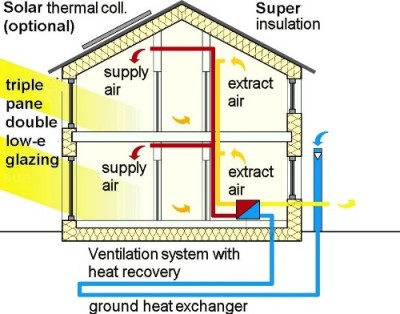 Solar thermal coll.
(optional)
Super
insulation
triple
pane
double
low-e
glazing
supply
air
extract
air
supply
air
extract
air
Ventilation system with
heat recovery
ground heat exchanger